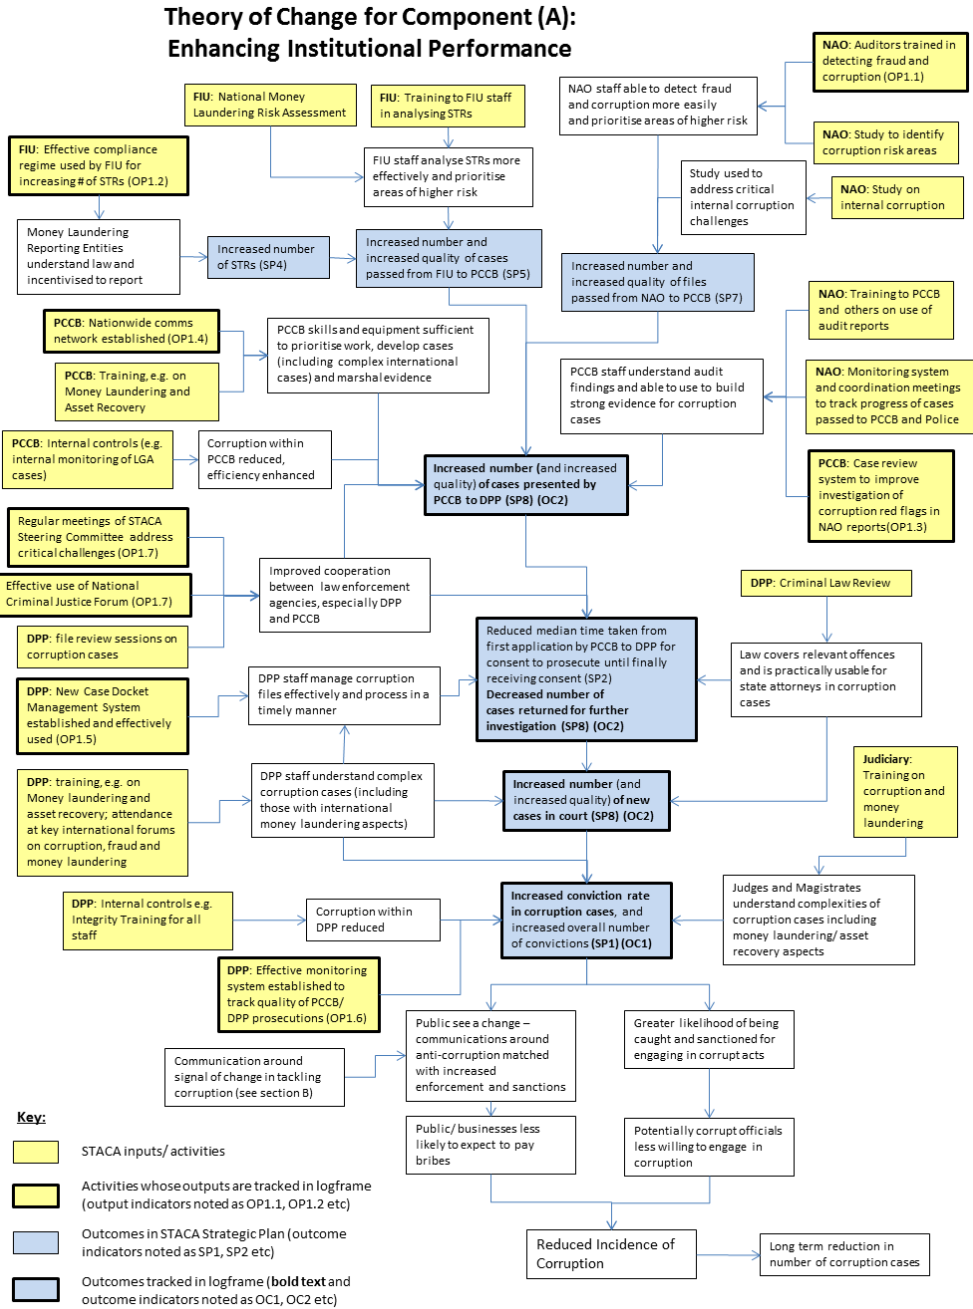 Theory of Change for Component (A):
Enhancing Institutional Performance
NAO: Auditors trained in
detecting fraud and
corruption (OP1.1)
FIU: National Money
Laundering Risk Assessment
FIU: Training to FIU staff
in analysing STRs
NAO staff able to detect fraud
and corruption more easily
and prioritise areas of higher risk
NAO: Study to identify
corruption risk areas
FIU: Effective compliance
regime used by FIU for
increasing # of STRs (OP1.2)
FIU staff analyse STRs more
effectively and prioritise
areas of higher risk
Study used to
address critical
internal corruption
challenges
NAO: Study on
internal corruption
Money Laundering
Reporting Entities
understand law and
incentivised to report
Increased number
of STRs (SP4)
Increased number and
increased quality of cases
passed from FIU to PCCB (SP5)
Increased number and
increased quality of files
passed from NAO to PCCB (SP7)
NAO: Training to PCCB
and others on use of
audit reports
PCCB: Nationwide comms
network established (OP1.4)
PCCB skills and equipment sufficient
to prioritise work, develop cases
(including complex international
cases) and marshal evidence
PCCB: Training, e.g. on
Money Laundering and
Asset Recovery
PCCB staff understand audit
findings and able to use to build
strong evidence for corruption
cases
NAO: Monitoring system
and coordination meetings
to track progress of cases
passed to PCCB and Police
PCCB: Internal controls (e.g.
internal monitoring of LGA
cases)
Corruption within
PCCB reduced,
efficiency enhanced
Increased number (and increased
quality) of cases presented by
PCCB to DPP (SP8) (OC2)
PCCB: Case review
system to improve
investigation of
corruption red flags in
NAO reports(OP1.3)
Regular meetings of STACA
Steering Committee address
critical challenges (OP1.7)
Effective use of National
Criminal Justice Forum (OP1.7)
Improved cooperation
between law enforcement
agencies, especially DPP
and PCCB
DPP: Criminal Law Review
DPP: file review sessions on
corruption cases
Reduced median time taken from
first application by PCCB to DPP for
consent to prosecute until finally
receiving consent (SP2)
Decreased number of
cases returned for further
investigation (SP8) (OC2)
Law covers relevant offences
and is practically usable for
state attorneys in corruption
cases
DPP: New Case Docket
Management System
established and effectively
used (OP1.5)
DPP staff manage corruption
files effectively and process in a
timely manner
DPP: training, e.g. on
Money laundering and
asset recovery; attendance
at key international forums
on corruption, fraud and
money laundering
DPP staff understand complex
corruption cases (including
those with international
money laundering aspects)
Increased number (and
increased quality) of new
cases in court (SP8) (OC2)
Judiciary:
Training on
corruption and
money
laundering
DPP: Internal controls e.g.
Integrity Training for all
staff
Corruption within
DPP reduced
Increased conviction rate
in corruption cases, and
increased overall number
of convictions (SP1) (OC1)
Judges and Magistrates
understand complexities of
corruption cases including
money laundering/ asset
recovery aspects
DPP: Effective monitoring
system established to
track quality of PCCB/
DPP prosecutions (OP1.6)
Public see a change –
communications around
anti-corruption matched
with increased
enforcement and sanctions
Greater likelihood of being
caught and sanctioned for
engaging in corrupt acts
Communication around
signal of change in tackling
corruption (see section B)
Public/ businesses less
likely to expect to pay
bribes
Potentially corrupt officials
less willing to engage in
corruption
Reduced Incidence of
Corruption
Long term reduction in
number of corruption cases
Key:
STACA inputs/ activities
Activities whose outputs are tracked in logframe
(output indicators noted as OP1.1, OP1.2 etc)
Outcomes in STACA Strategic Plan (outcome
indicators noted as SP1, SP2 etc)
Outcomes tracked in logframe (bold text and
outcome indicators noted as OC1, OC2 etc)